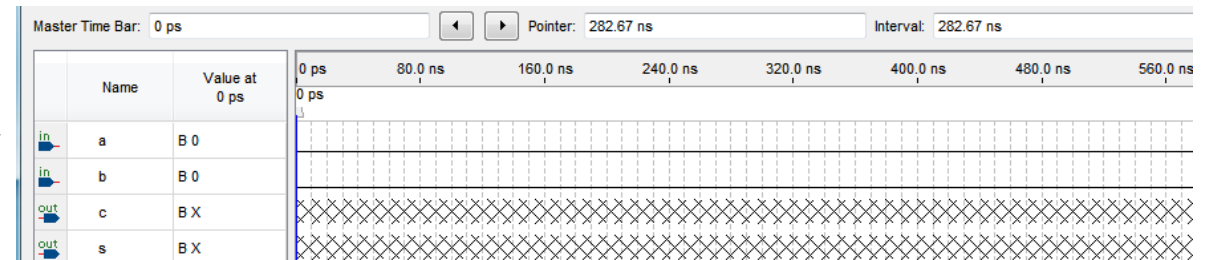 Master Time Bar: 0 ps Pointer: 282.67 ns Interval: 282.67 ns
Name Value at 0 ps
0 ps 80.0 ns 160.0 ns 240.0 ns 320.0 ns 400.0 ns 480.0 ns 560.0 ns
0 ps
in a B 0
in b B 0
out c B X
out s B X